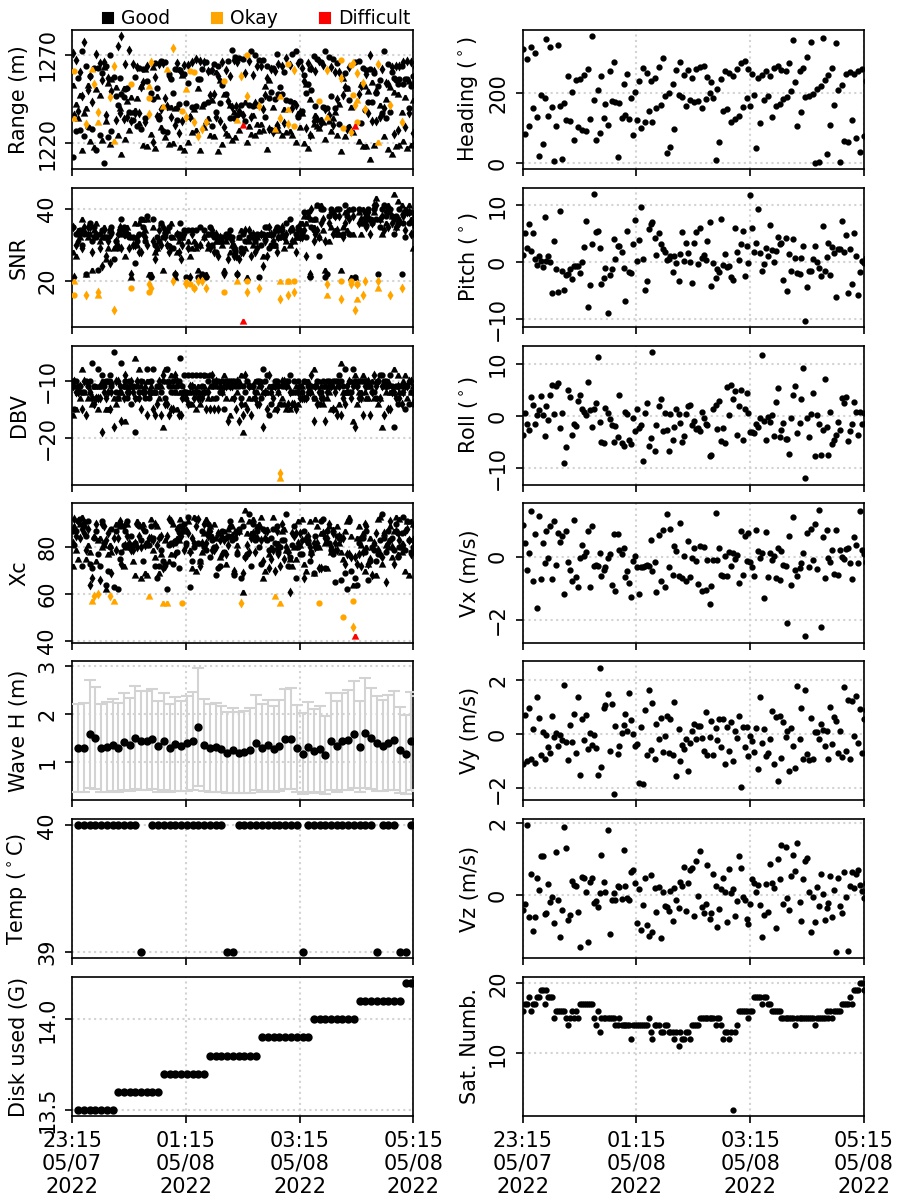 Good Okay Difficult
Range (m)
1270
1220
Heading (°)
200
0
SNR
40
20
Pitch (°)
10
0
−10
DBV
−10
−20
Roll (°)
10
0
−10
Xc
80
60
40
Vx (m/s)
0
−2
Wave H (m)
3
2
1
Vy (m/s)
2
0
−2
Temp (°C)
40
39
Vz (m/s)
2
0
Disk used (G)
14.0
13.5
Sat. Numb.
20
10
23:15 01:15 03:15 05:15
05/07 05/08 05/08 05/08
2022 2022 2022 2022
23:15 01:15 03:15 05:15
05/07 05/08 05/08 05/08
2022 2022 2022 2022